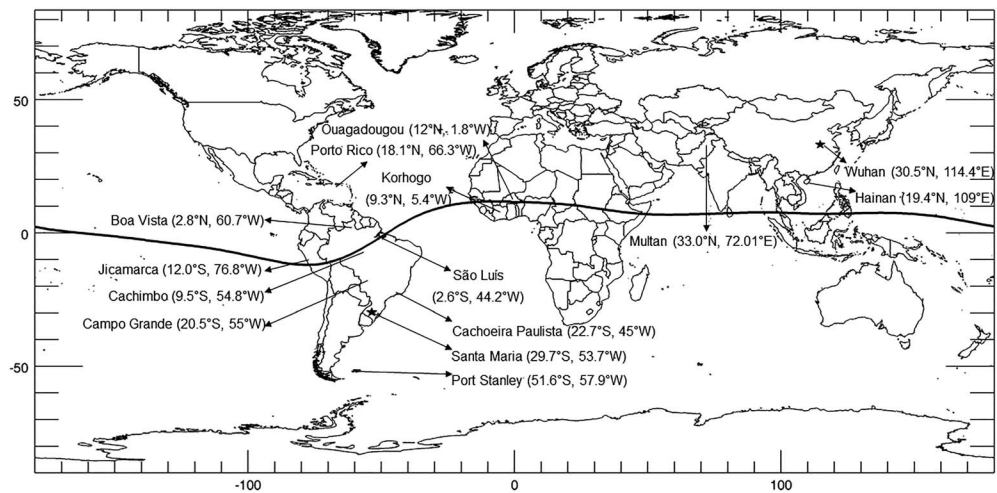 50
0
-50
-100
0
100
Ouagadougou (12°N, 1.8°W)
Porto Rico (18.1°N, 66.3°W)
Korhogo
(9.3°N, 5.4°W)
Boa Vista (2.8°N, 60.7°W)
Jicamarca (12.0°S, 76.8°W)
Cachimbo (9.5°S, 54.8°W)
Campo Grande (20.5°S, 55°W)
São Luís
(2.6°S, 44.2°W)
Cachoeira Paulista (22.7°S, 45°W)
Santa Maria (29.7°S, 53.7°W)
Port Stanley (51.6°S, 57.9°W)
Wuhan (30.5°N, 114.4°E)
Hainan (19.4°N, 109°E)
Multan (33.0°N, 72.01°E)